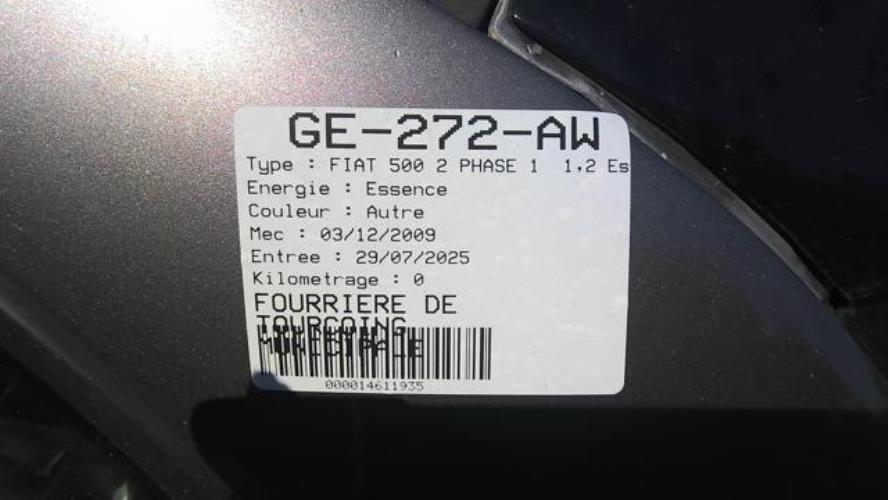 GE-272-AW
Type : FIAT 500 2 PHASE 1 1,2 Es
Energie : Essence
Couleur : Autre
Mec : 03/12/2009
Entree : 29/07/2025
Kilometrage : 0
FOURRIERE DE
TOURCOING
MUNICIPALE
000014611935